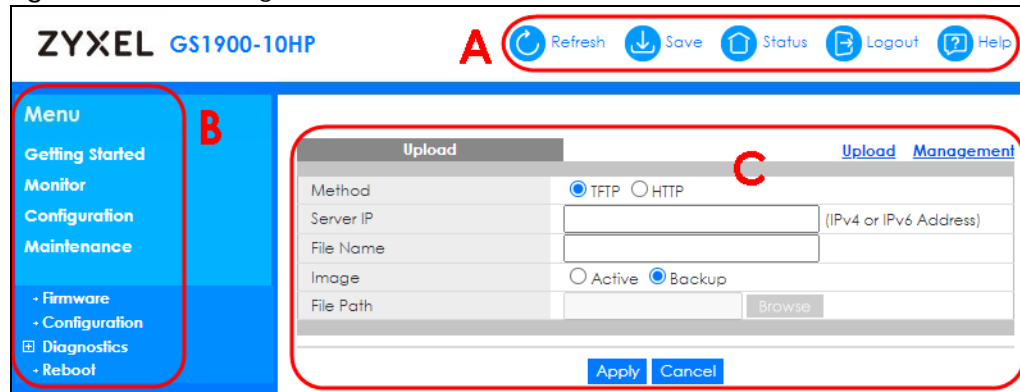 ZYXEL GS1900-10HP
A Refresh Save Status Logout Help
Menu
B
Getting Started
Monitor
Configuration
Maintenance
Firmware
Configuration
Diagnostics
Reboot
Upload Upload Management
C
Method TFTP HTTP
Server IP (IPv4 or IPv6 Address)
File Name
Image Active Backup
File Path Browse
Apply Cancel